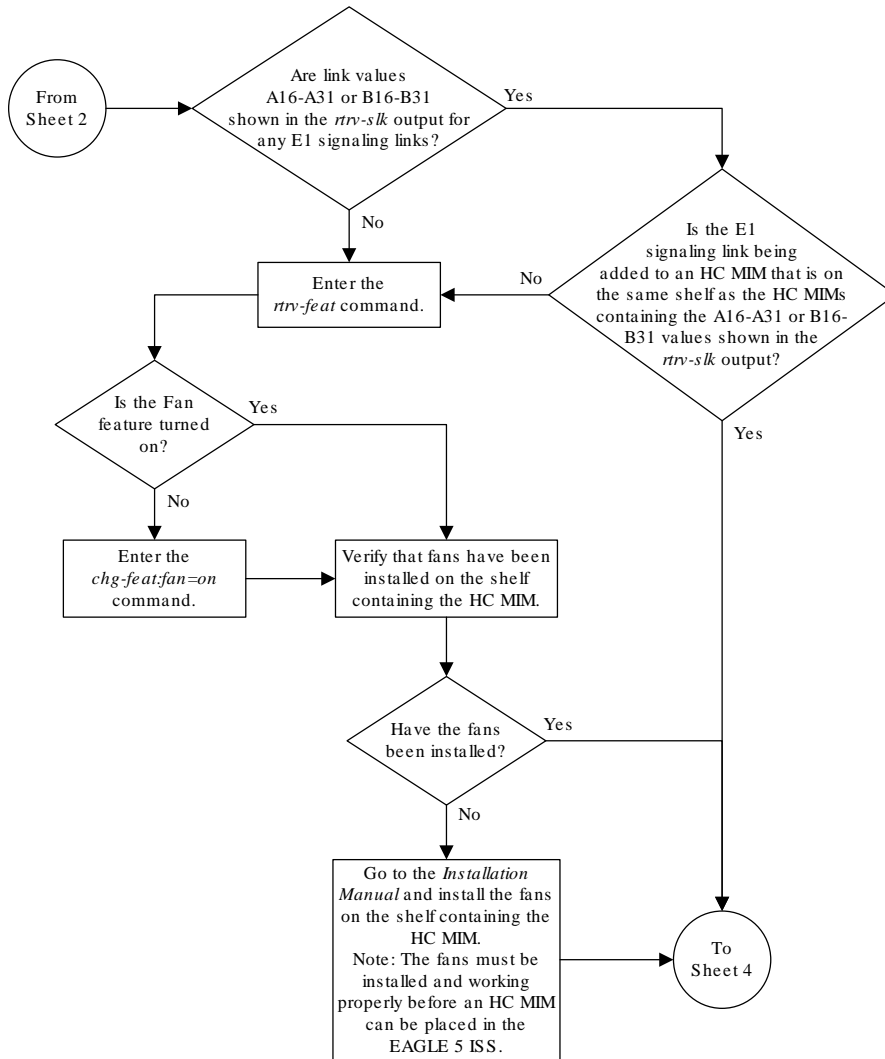 From
Sheet 2
Are link values
A16-A31 or B16-B31
shown in the rtrv-slk output for
any E1 signaling links?
Yes
No
Is the E1
signaling link being
added to an HC MIM that is on
the same shelf as the HC MIMs
containing the A16-A31 or B16-
B31 values shown in the
rtrv-slk output?
No
Yes
Enter the
rtrv-feat command.
Is the Fan
feature turned
on?
Yes
No
Enter the
chg-feat:fan=on
command.
Verify that fans have been
installed on the shelf
containing the HC MIM.
Have the fans
been installed?
Yes
No
Go to the Installation
Manual and install the fans
on the shelf containing the
HC MIM.
Note: The fans must be
installed and working
properly before an HC MIM
can be placed in the
EAGLE 5 ISS.
To
Sheet 4